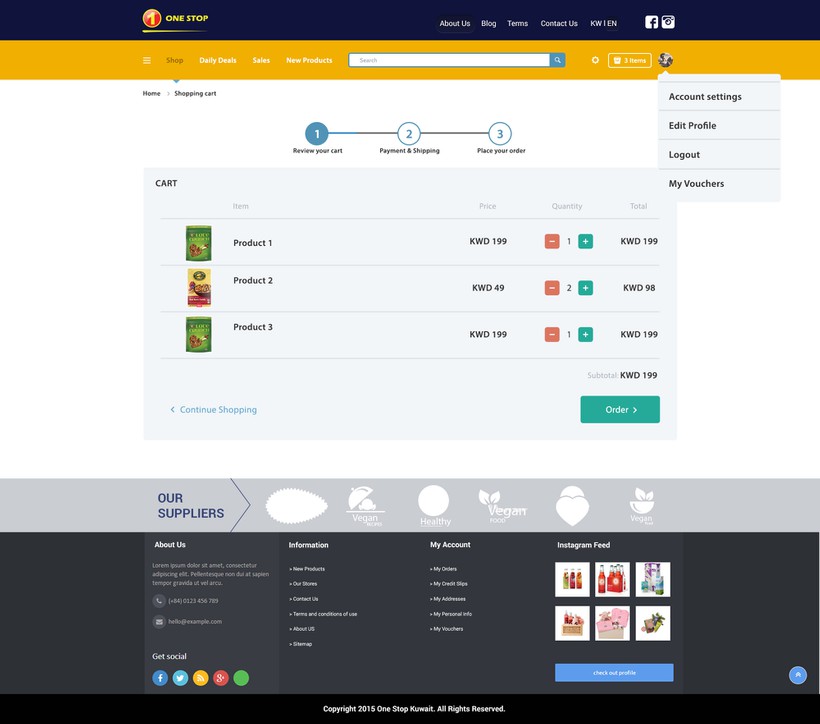 1 ONE STOP
About Us Blog Terms Contact Us KW | EN
Shop Daily Deals Sales New Products Search 3 Items
Home > Shopping cart
Account settings
Edit Profile
Logout
My Vouchers
1 2 3
Review your cart Payment & Shipping Place your order
CART
Item Price Quantity Total
Product 1 KWD 199 − 1 + KWD 199
Product 2 KWD 49 − 2 + KWD 98
Product 3 KWD 199 − 1 + KWD 199
Subtotal: KWD 199
Continue Shopping
Order
OUR
SUPPLIERS
Vegan
Healthy
Vegan
FOOD
Vegan
About Us
Lorem ipsum dolor sit amet, consectetur
adipiscing elit. Pellentesque non dui at sapien
tempor gravida ut vel arcu.
(+84) 0123 456 789
hello@example.com
Get social
Information
» New Products
» Our Stores
» Contact Us
» Terms and conditions of use
» About US
» Sitemap
My Account
» My Orders
» My Credit Slips
» My Addresses
» My Personal Info
» My Vouchers
Instagram Feed
check out profile
Copyright 2015 One Stop Kuwait. All Rights Reserved.